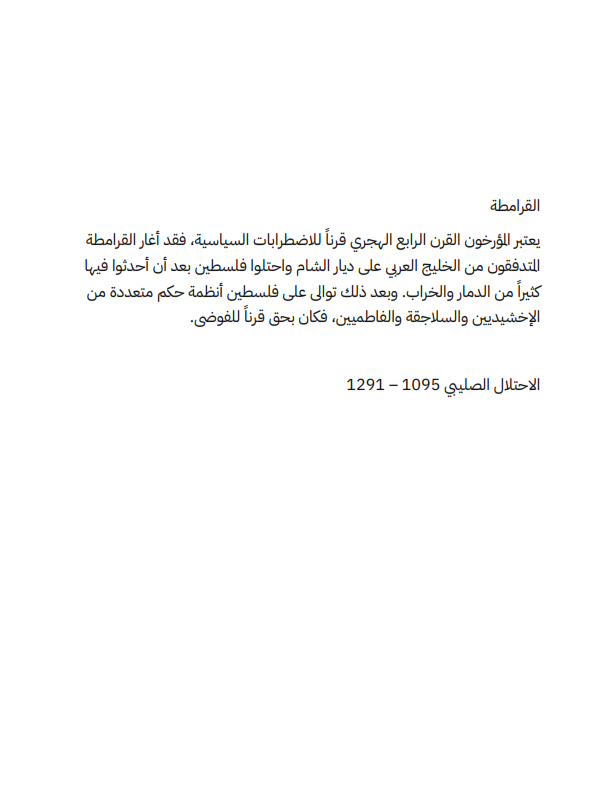 القرامطة
يعتبر المؤرخون القرن الرابع الهجري قرناً للاضطرابات السياسية، فقد أغار القرامطة
المتدفقون من الخليج العربي على ديار الشام واحتلوا فلسطين بعد أن أحدثوا فيها
كثيراً من الدمار والخراب. وبعد ذلك توالى على فلسطين أنظمة حكم متعددة من
الإخشيديين والسلاجقة والفاطميين، فكان بحق قرناً للفوضى.
الاحتلال الصليبي 1095 – 1291